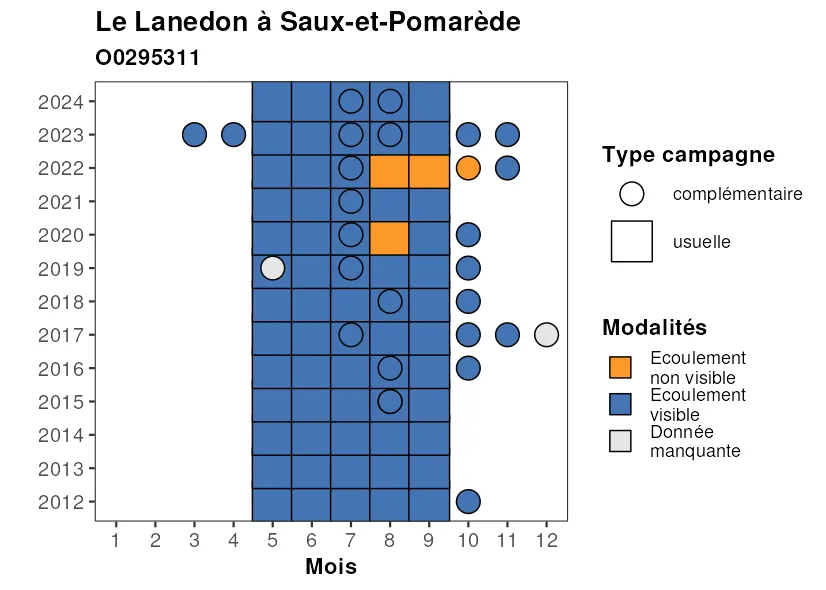 Le Lanedon à Saux-et-Pomarède
O0295311
2024
2023
2022
2021
2020
2019
2018
2017
2016
2015
2014
2013
2012
1 2 3 4 5 6 7 8 9 10 11 12
Mois
Type campagne
complémentaire
usuelle
Modalités
Ecoulement
non visible
Ecoulement
visible
Donnée
manquante